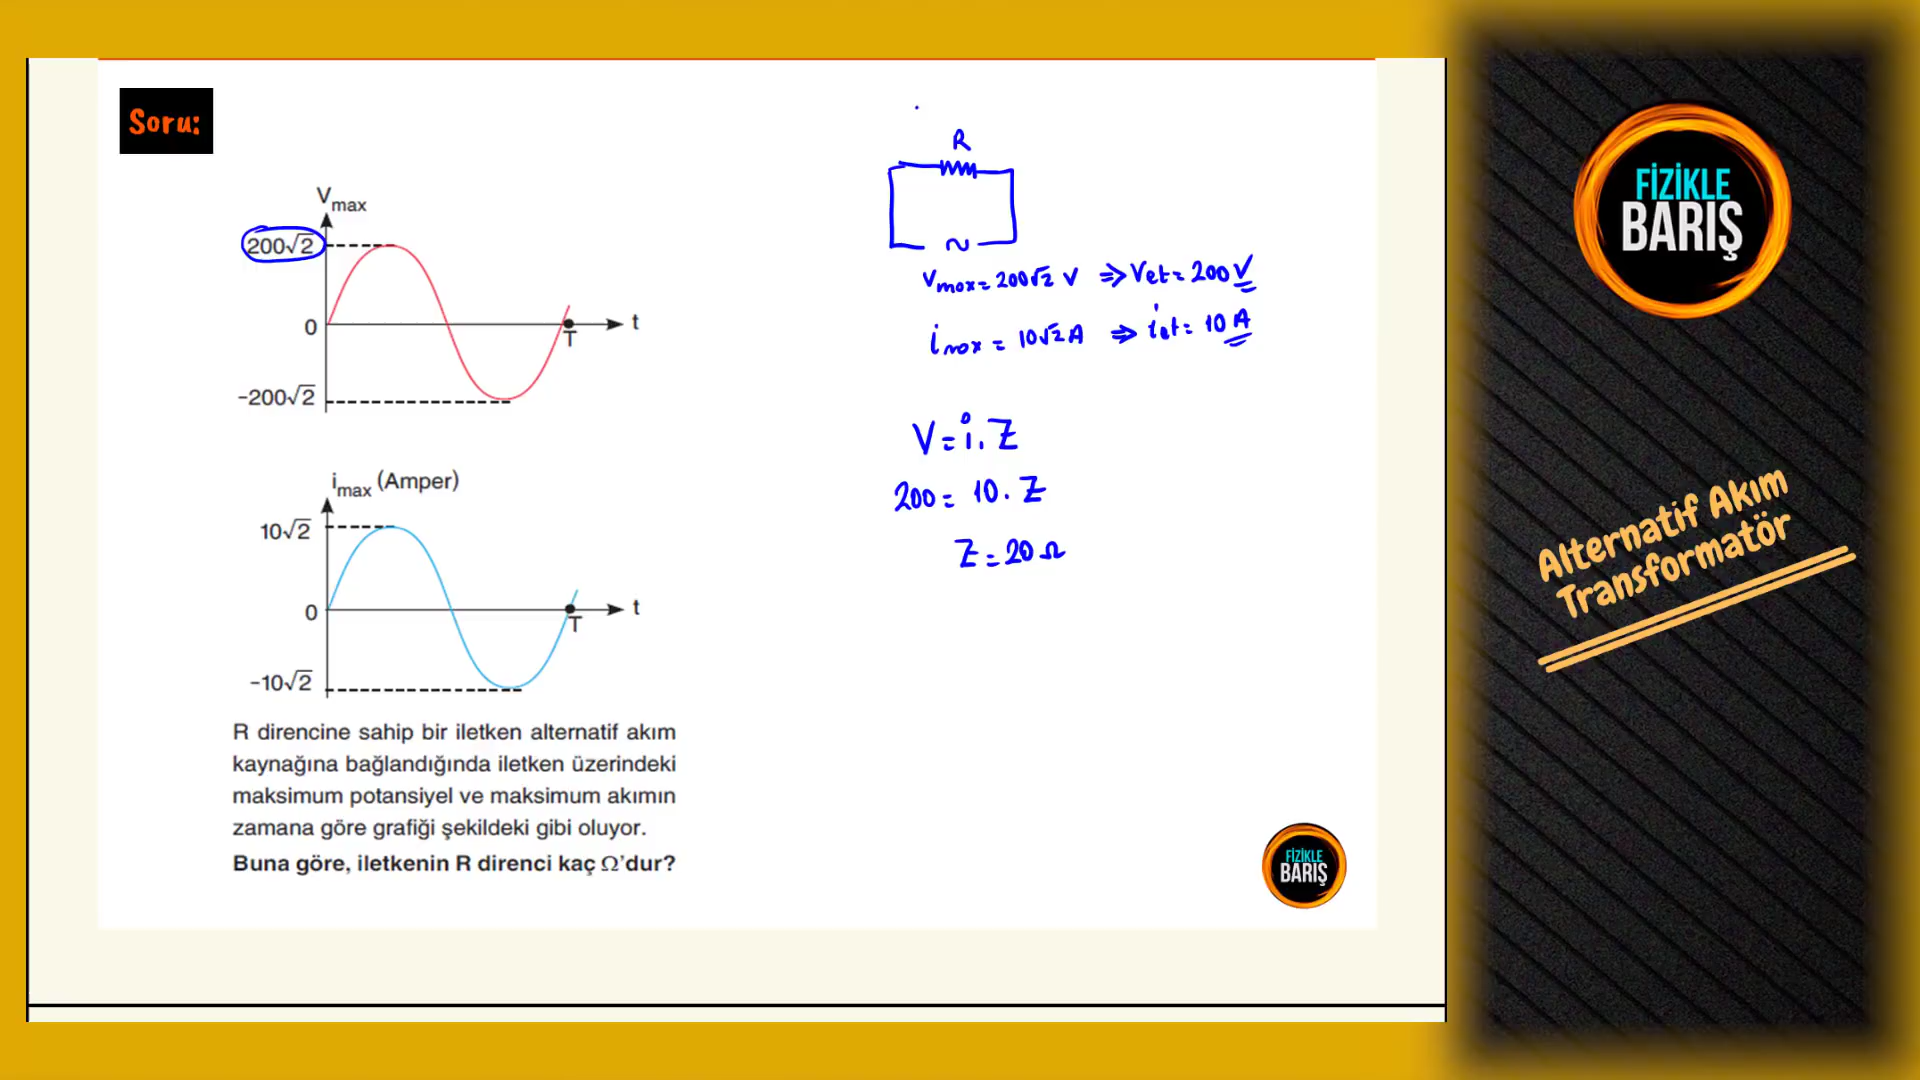 Soru:
Vmax
200√2
0
t
T
-200√2
imax (Amper)
10√2
0
t
T
-10√2
R direncine sahip bir iletken alternatif akım
kaynağına bağlandığında iletken üzerindeki
maksimum potansiyel ve maksimum akımın
zamana göre grafiği şekildeki gibi oluyor.
Buna göre, iletkenin R direnci kaç Ω'dur?
R
~
Vmax = 200√2 V ⇒ Vet = 200 V
imax = 10√2 A ⇒ iet = 10 A
V = i . Z
200 = 10 . Z
Z = 20 Ω
FİZİKLE
BARIŞ
FİZİKLE
BARIŞ
Alternatif Akım
Transformatör